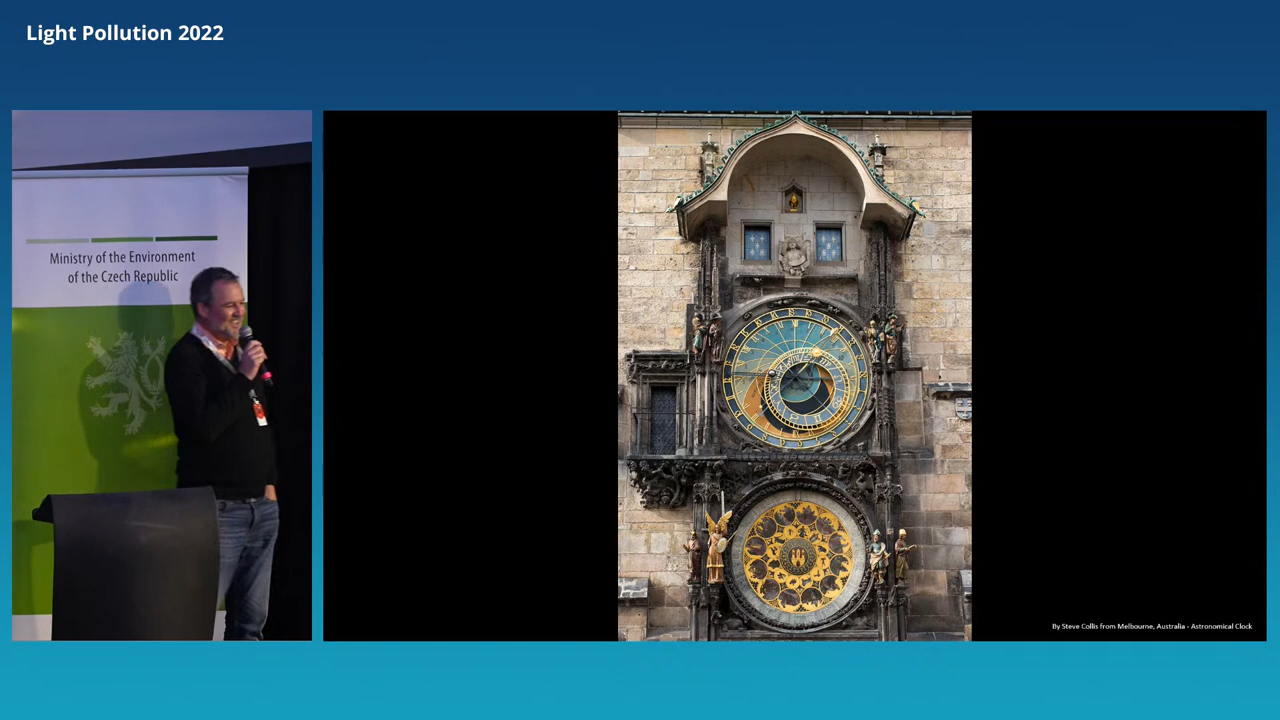 Light Pollution 2022
Ministry of the Environment
of the Czech Republic
By Steve Collis from Melbourne, Australia - Astronomical Clock